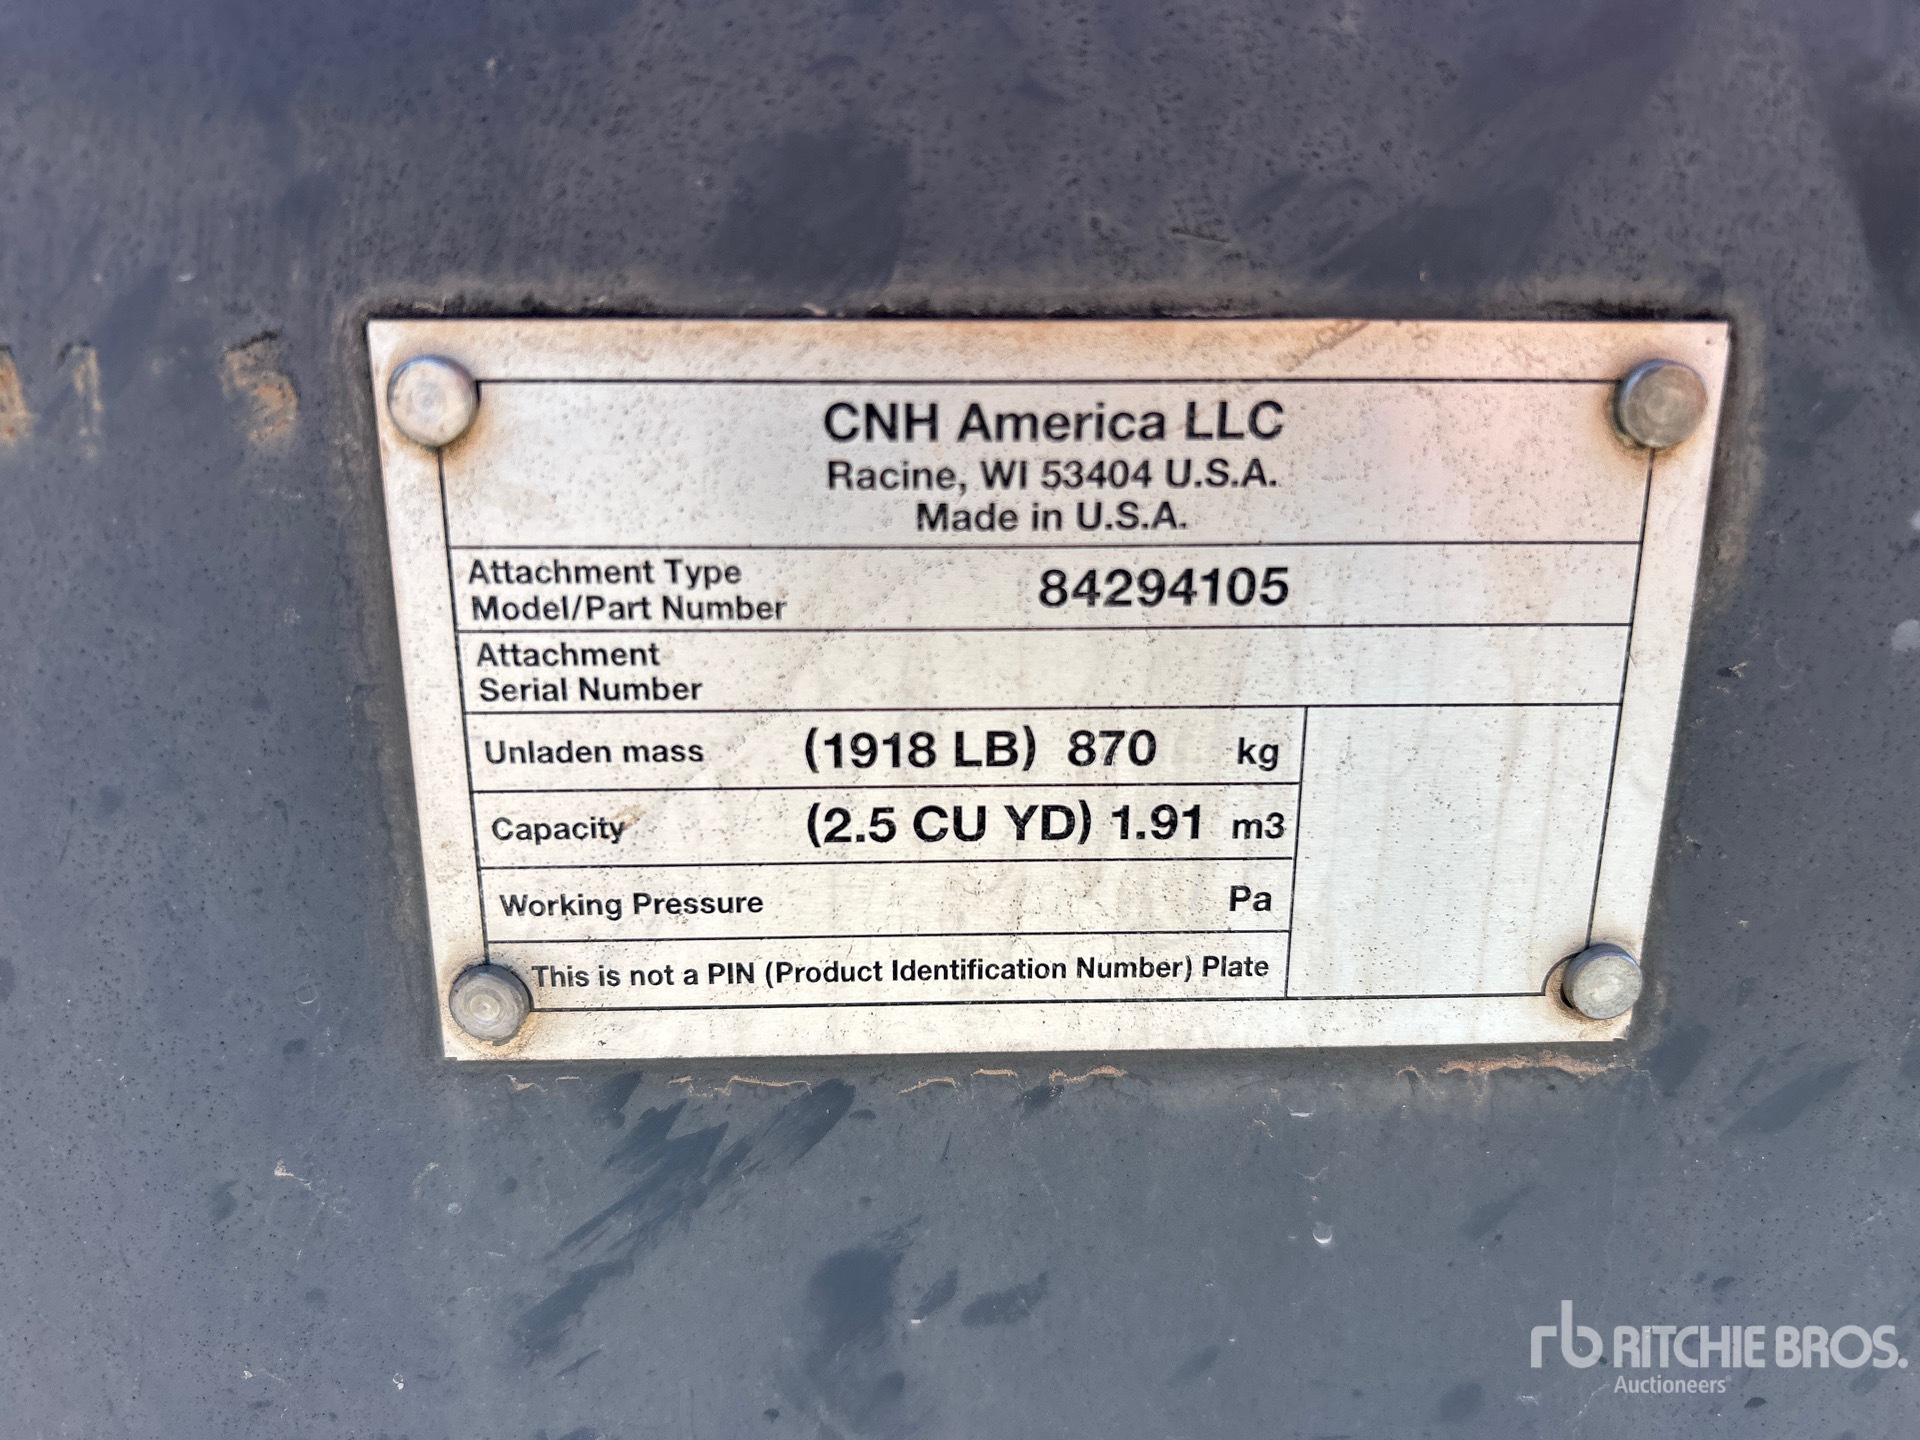 CNH America LLC
Racine, WI 53404 U.S.A.
Made in U.S.A.
Attachment Type
Model/Part Number 84294105
Attachment
Serial Number
Unladen mass (1918 LB) 870 kg
Capacity (2.5 CU YD) 1.91 m3
Working Pressure Pa
This is not a PIN (Product Identification Number) Plate
rb RITCHIE BROS.
Auctioneers